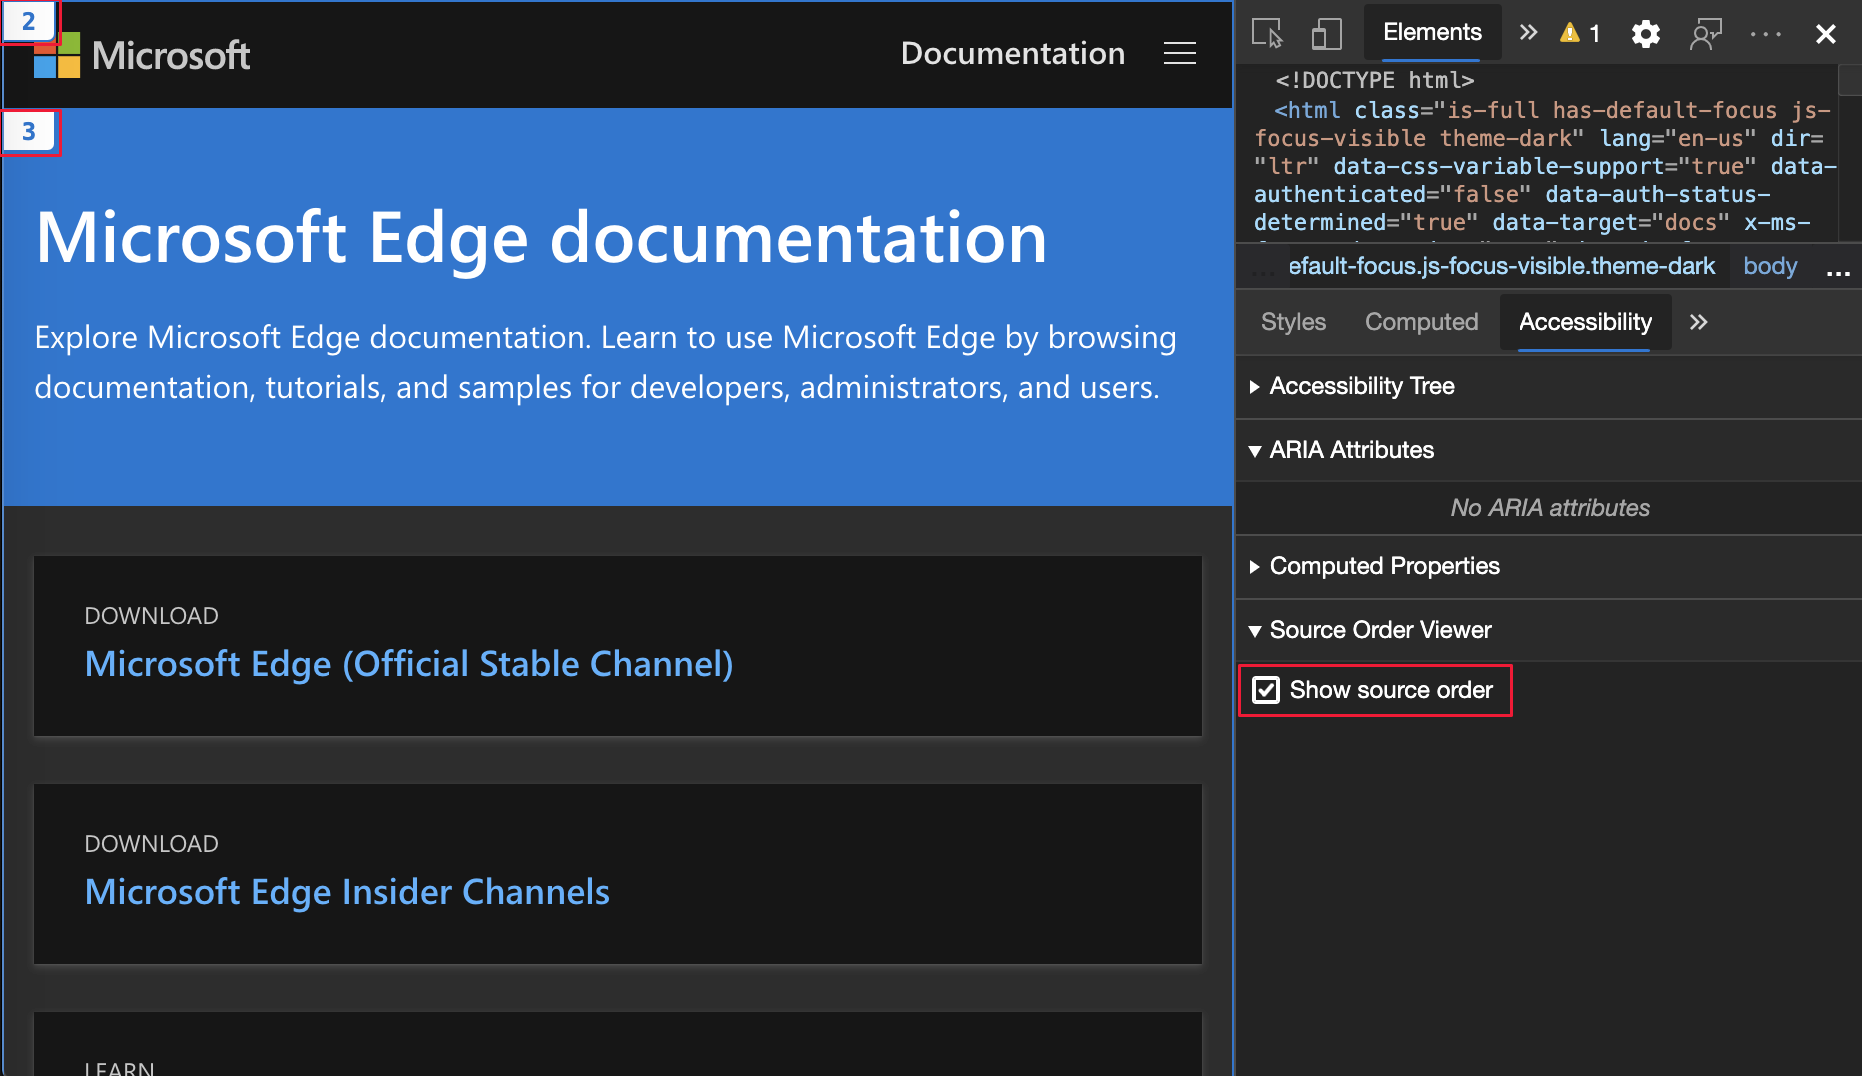 2
Microsoft
Documentation
3
Microsoft Edge documentation
Explore Microsoft Edge documentation. Learn to use Microsoft Edge by browsing
documentation, tutorials, and samples for developers, administrators, and users.
DOWNLOAD
Microsoft Edge (Official Stable Channel)
DOWNLOAD
Microsoft Edge Insider Channels
LEARN
Elements
1
<!DOCTYPE html>
<html class="is-full has-default-focus js-
focus-visible theme-dark" lang="en-us" dir=
"ltr" data-css-variable-support="true" data-
authenticated="false" data-auth-status-
determined="true" data-target="docs" x-ms-
... efault-focus.js-focus-visible.theme-dark body ...
Styles Computed Accessibility
Accessibility Tree
ARIA Attributes
No ARIA attributes
Computed Properties
Source Order Viewer
Show source order